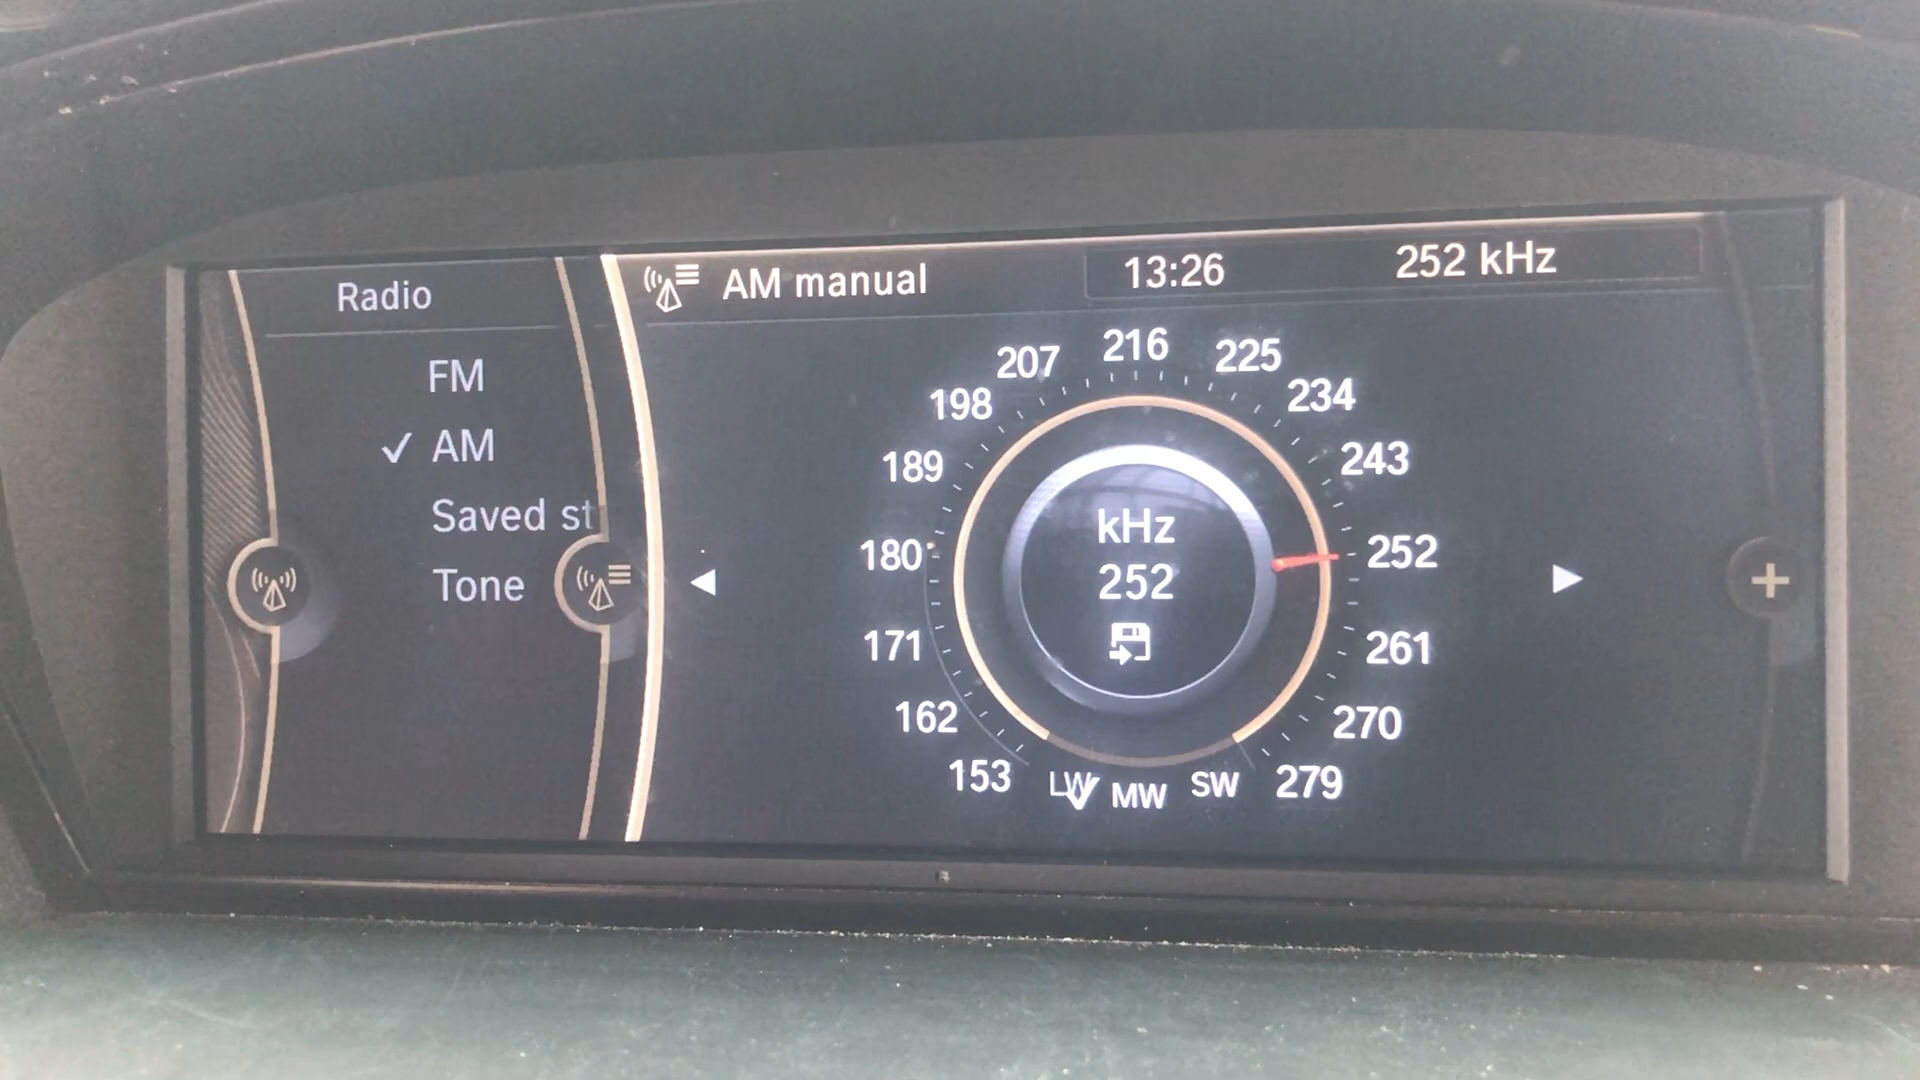 Radio
FM
AM
Saved st
Tone
AM manual
13:26
252 kHz
153
162
171
180
189
198
207
216
225
234
243
252
261
270
279
kHz
252
LW
MW
SW